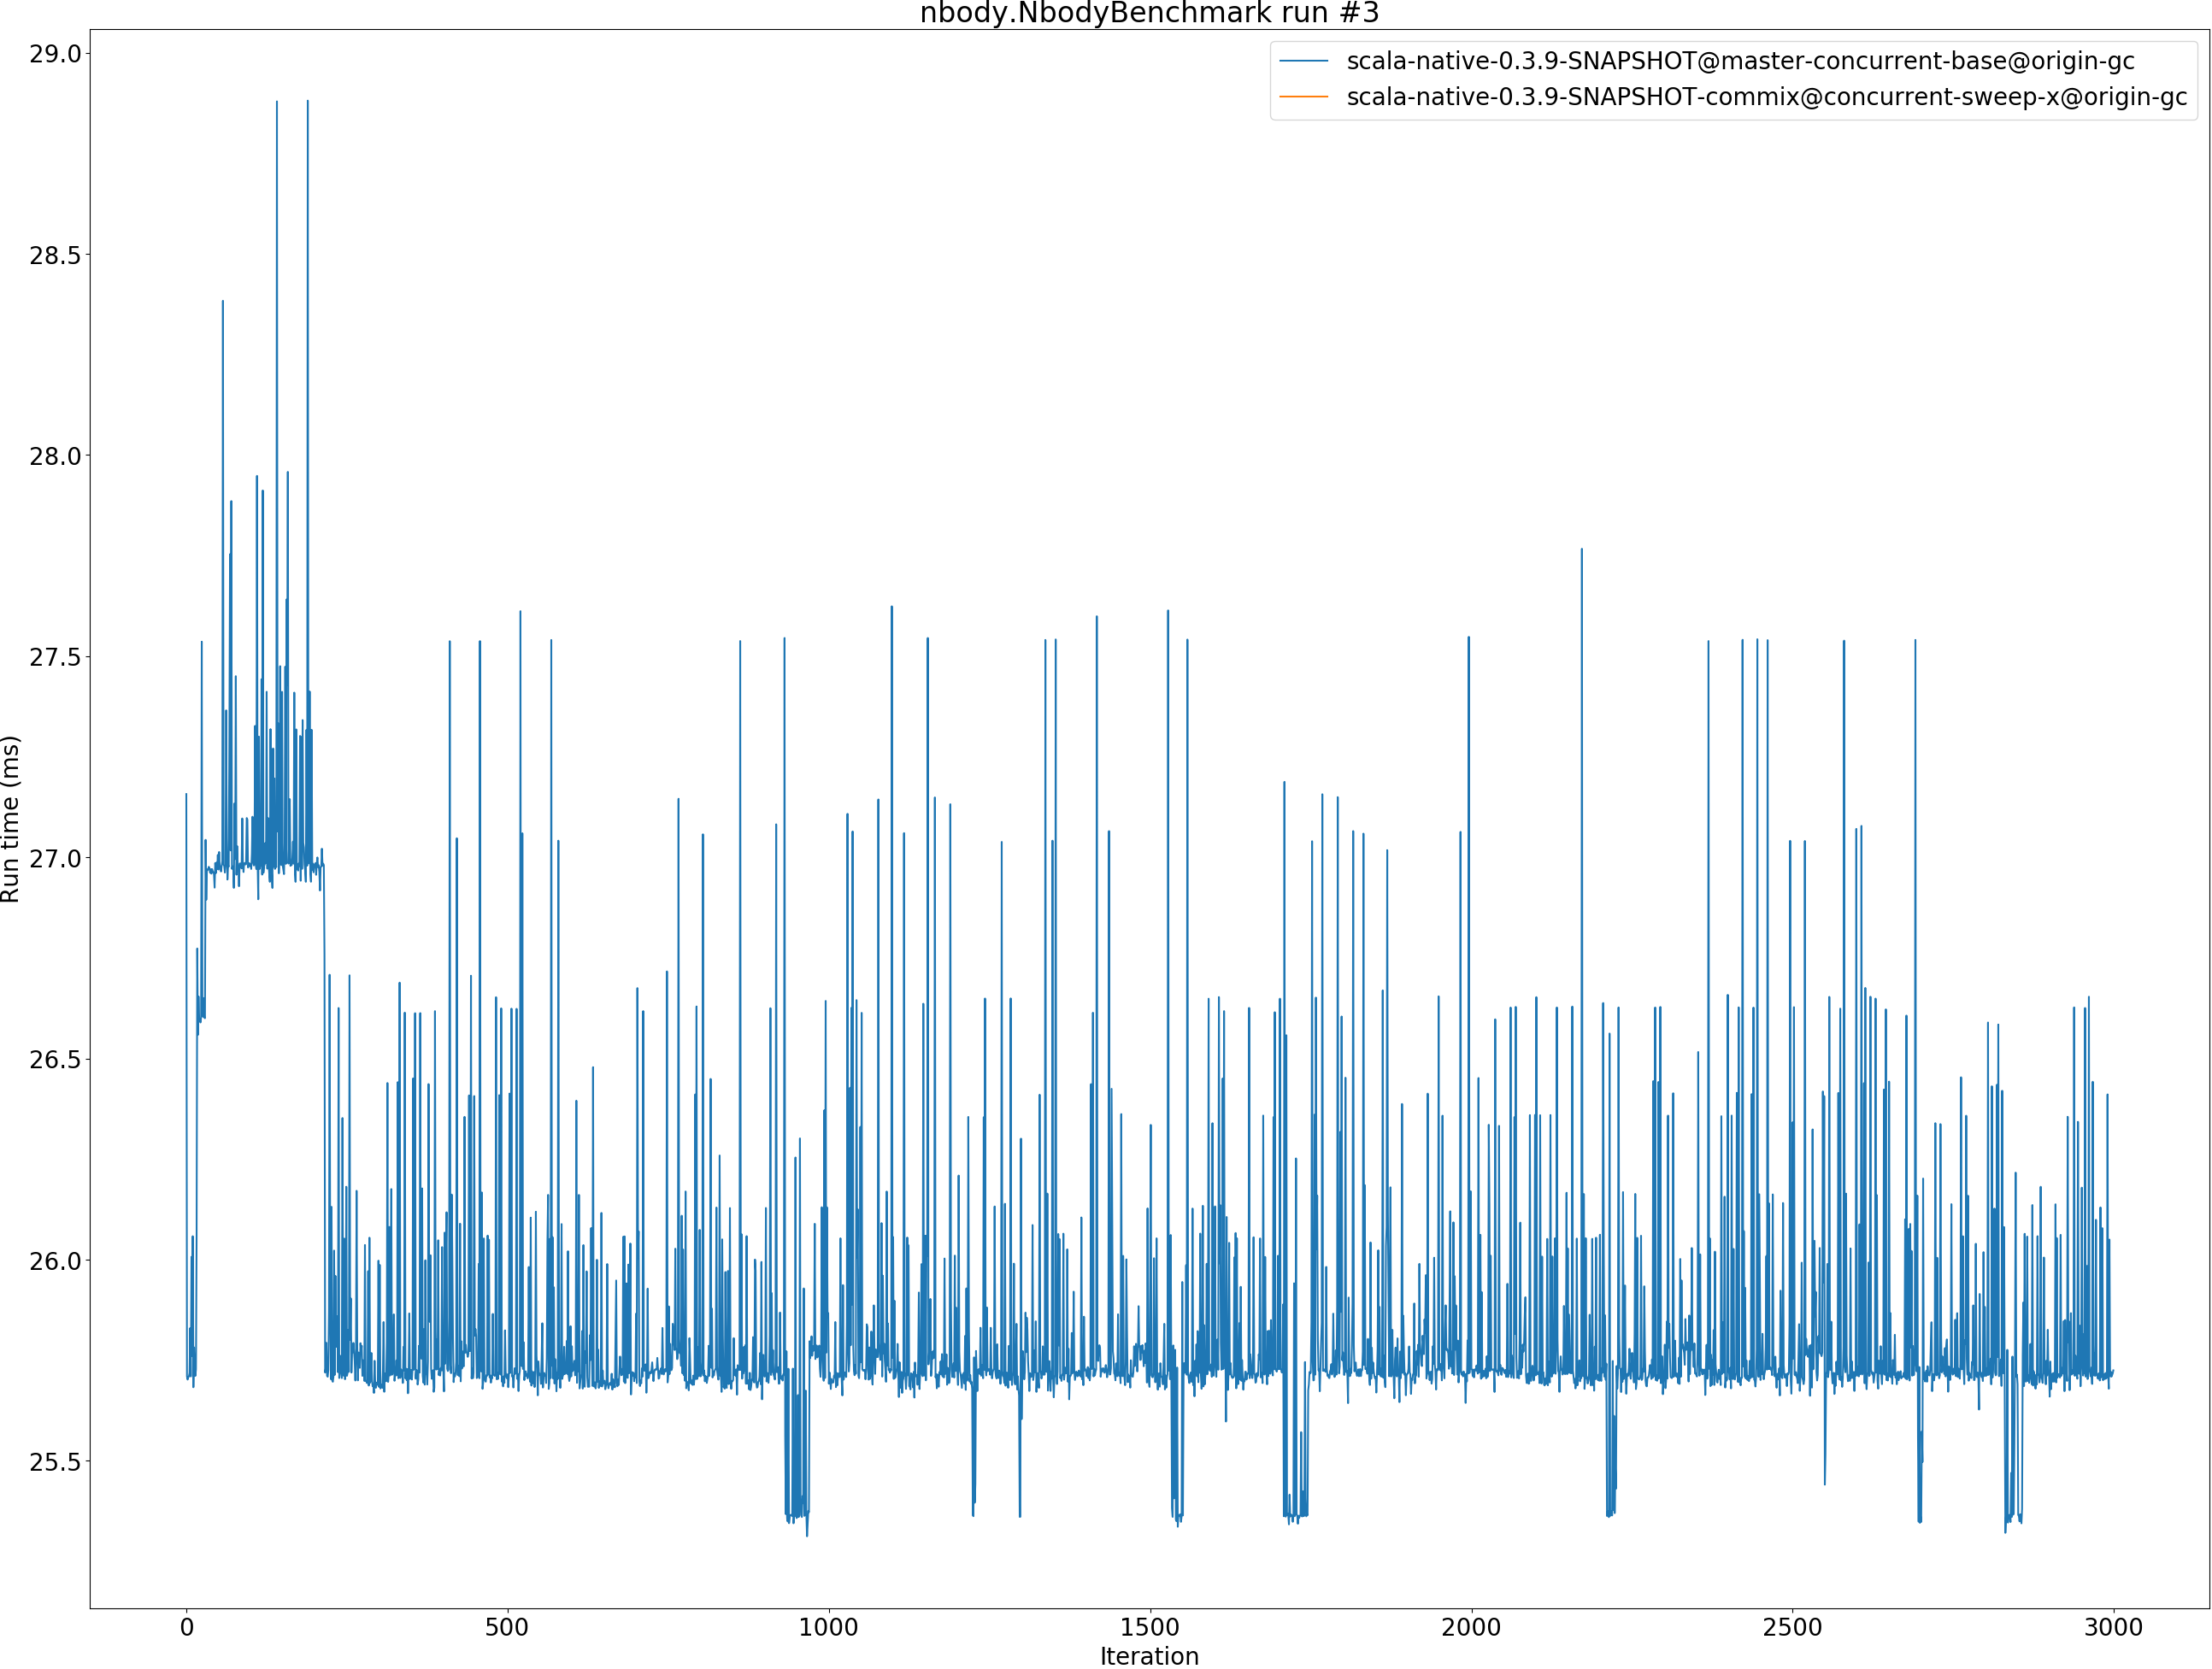 nbody.NbodyBenchmark run #3
scala-native-0.3.9-SNAPSHOT@master-concurrent-base@origin-gc
scala-native-0.3.9-SNAPSHOT-commix@concurrent-sweep-x@origin-gc
Run time (ms)
29.0
28.5
28.0
27.5
27.0
26.5
26.0
25.5
0 500 1000 1500 2000 2500 3000
Iteration